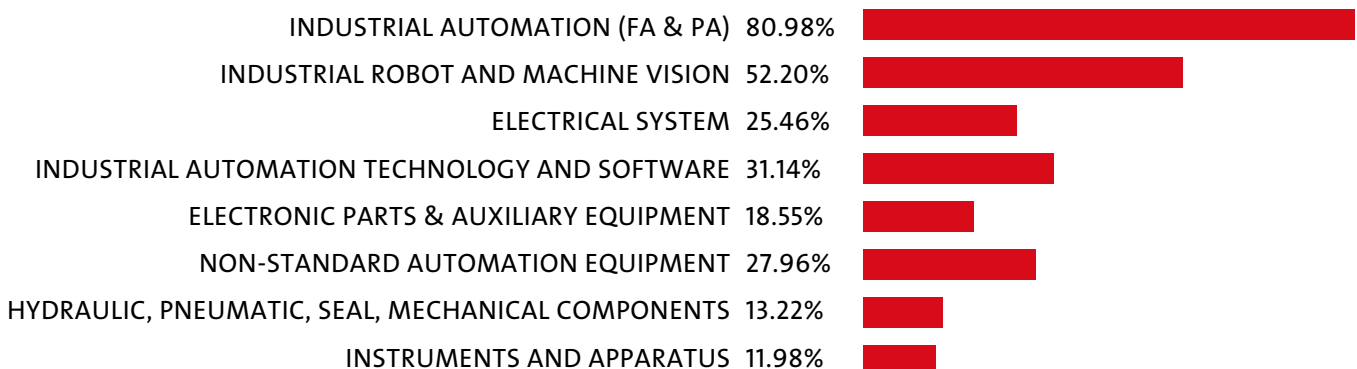 INDUSTRIAL AUTOMATION (FA & PA) 80.98%
INDUSTRIAL ROBOT AND MACHINE VISION 52.20%
ELECTRICAL SYSTEM 25.46%
INDUSTRIAL AUTOMATION TECHNOLOGY AND SOFTWARE 31.14%
ELECTRONIC PARTS & AUXILIARY EQUIPMENT 18.55%
NON-STANDARD AUTOMATION EQUIPMENT 27.96%
HYDRAULIC, PNEUMATIC, SEAL, MECHANICAL COMPONENTS 13.22%
INSTRUMENTS AND APPARATUS 11.98%